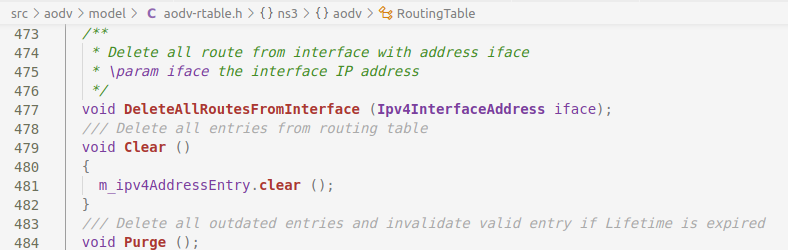 src > aodv > model > C aodv-rtable.h > {} ns3 > {} aodv > RoutingTable
473 /**
474 * Delete all route from interface with address iface
475 * \param iface the interface IP address
476 */
477 void DeleteAllRoutesFromInterface (Ipv4InterfaceAddress iface);
478 /// Delete all entries from routing table
479 void Clear ()
480 {
481 m_ipv4AddressEntry.clear ();
482 }
483 /// Delete all outdated entries and invalidate valid entry if Lifetime is expired
484 void Purge ();